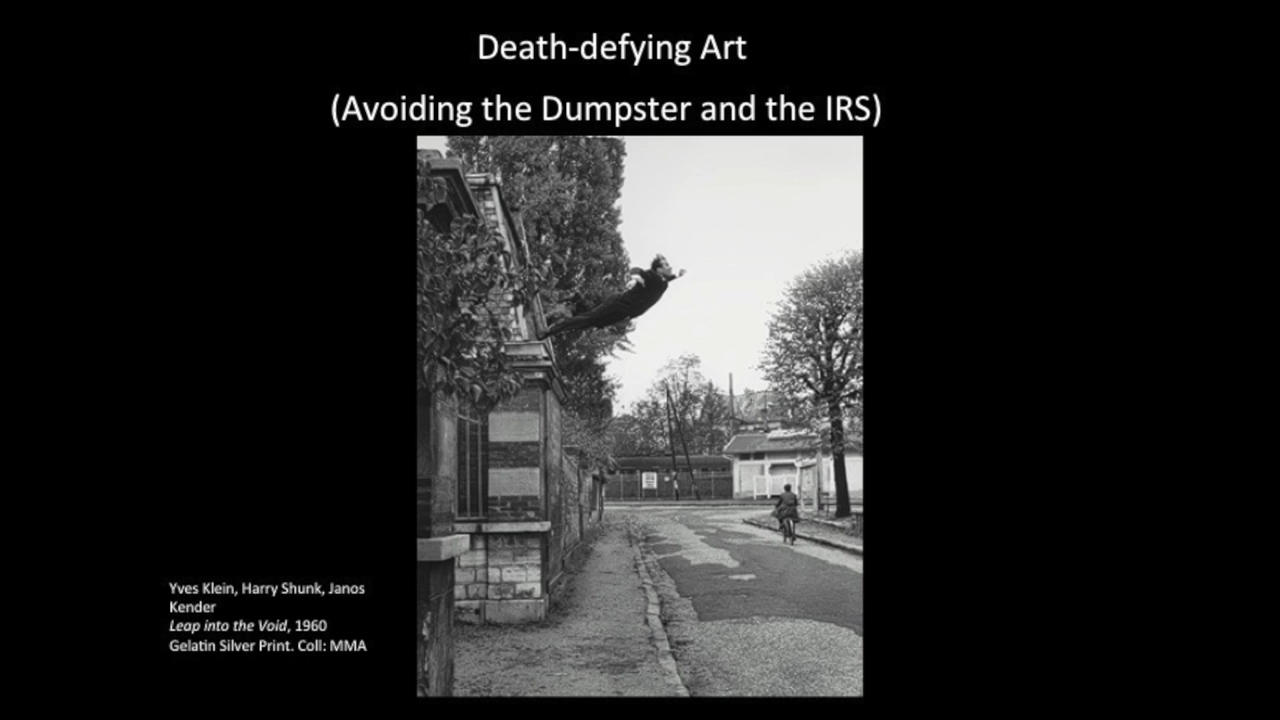 Death-defying Art
(Avoiding the Dumpster and the IRS)
Yves Klein, Harry Shunk, Janos
Kender
Leap into the Void, 1960
Gelatin Silver Print. Coll: MMA